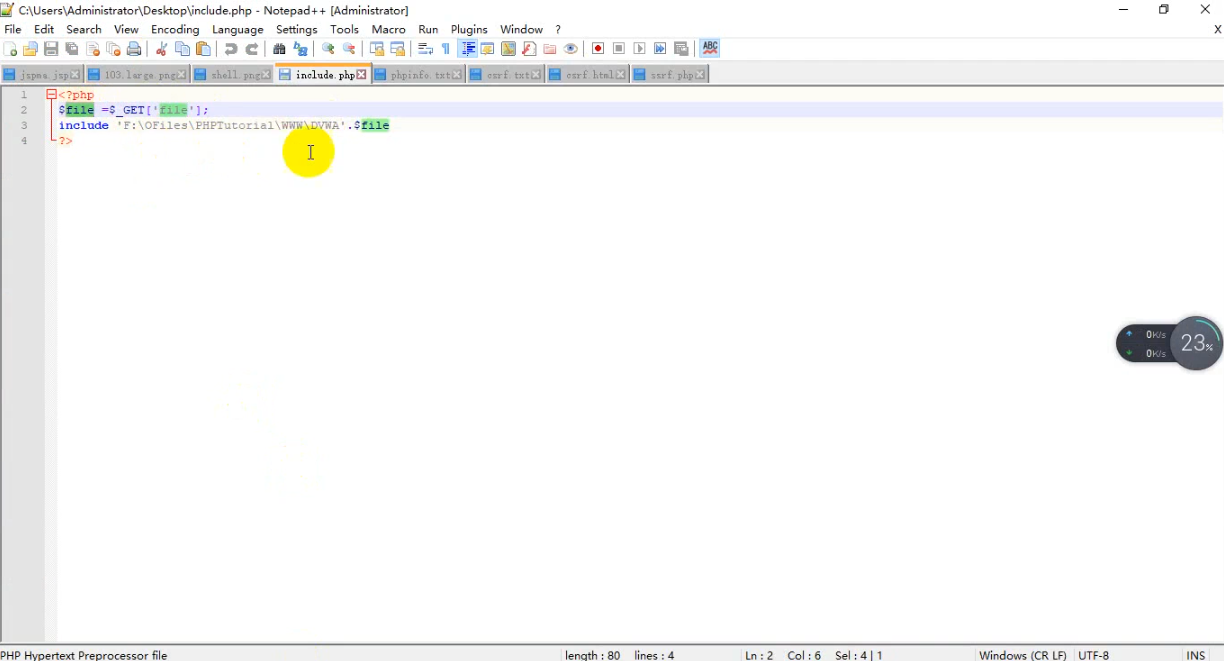 C:\Users\Administrator\Desktop\include.php - Notepad++ [Administrator]
File Edit Search View Encoding Language Settings Tools Macro Run Plugins Window ? X
jspma.jsp 103.large.png shell.png include.php phpinfo.txt csrf.txt csrf.html ssrf.php
1 <?php
2 $file =$_GET['file'];
3 include 'F:\OFiles\PHPTutorial\WWW\DVWA'.$file
4 ?>
0K/s
23%
0K/s
PHP Hypertext Preprocessor file length : 80 lines : 4 Ln : 2 Col : 6 Sel : 4 | 1 Windows (CR LF) UTF-8 INS